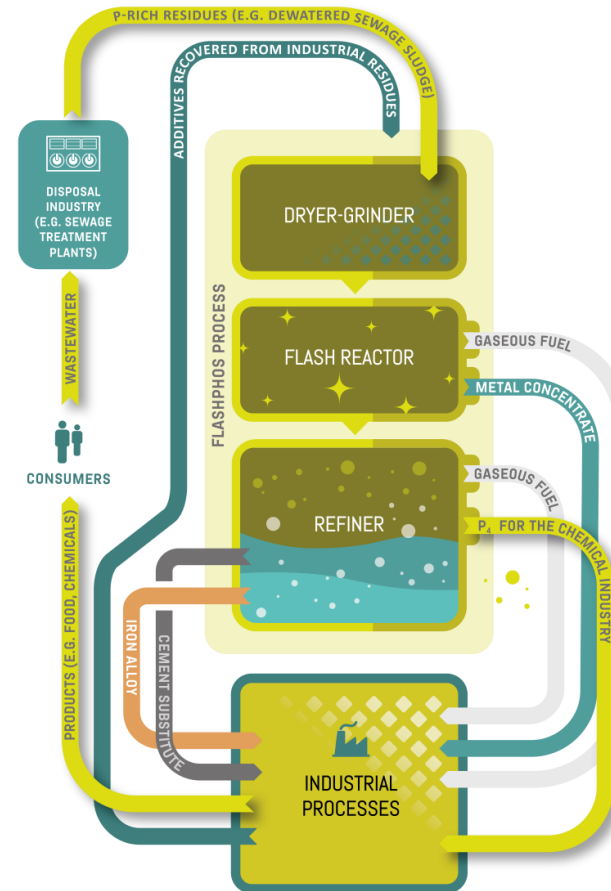 P-RICH RESIDUES (E.G. DEWATERED SEWAGE SLUDGE)
ADDITIVES RECOVERED FROM INDUSTRIAL RESIDUES
DISPOSAL
INDUSTRY
(E.G. SEWAGE
TREATMENT
PLANTS)
WASTEWATER
CONSUMERS
PRODUCTS (E.G. FOOD, CHEMICALS)
FLASHPHOS PROCESS
DRYER-GRINDER
FLASH REACTOR
GASEOUS FUEL
METAL CONCENTRATE
REFINER
GASEOUS FUEL
P₄ FOR THE CHEMICAL INDUSTRY
IRON ALLOY
CEMENT SUBSTITUTE
INDUSTRIAL
PROCESSES